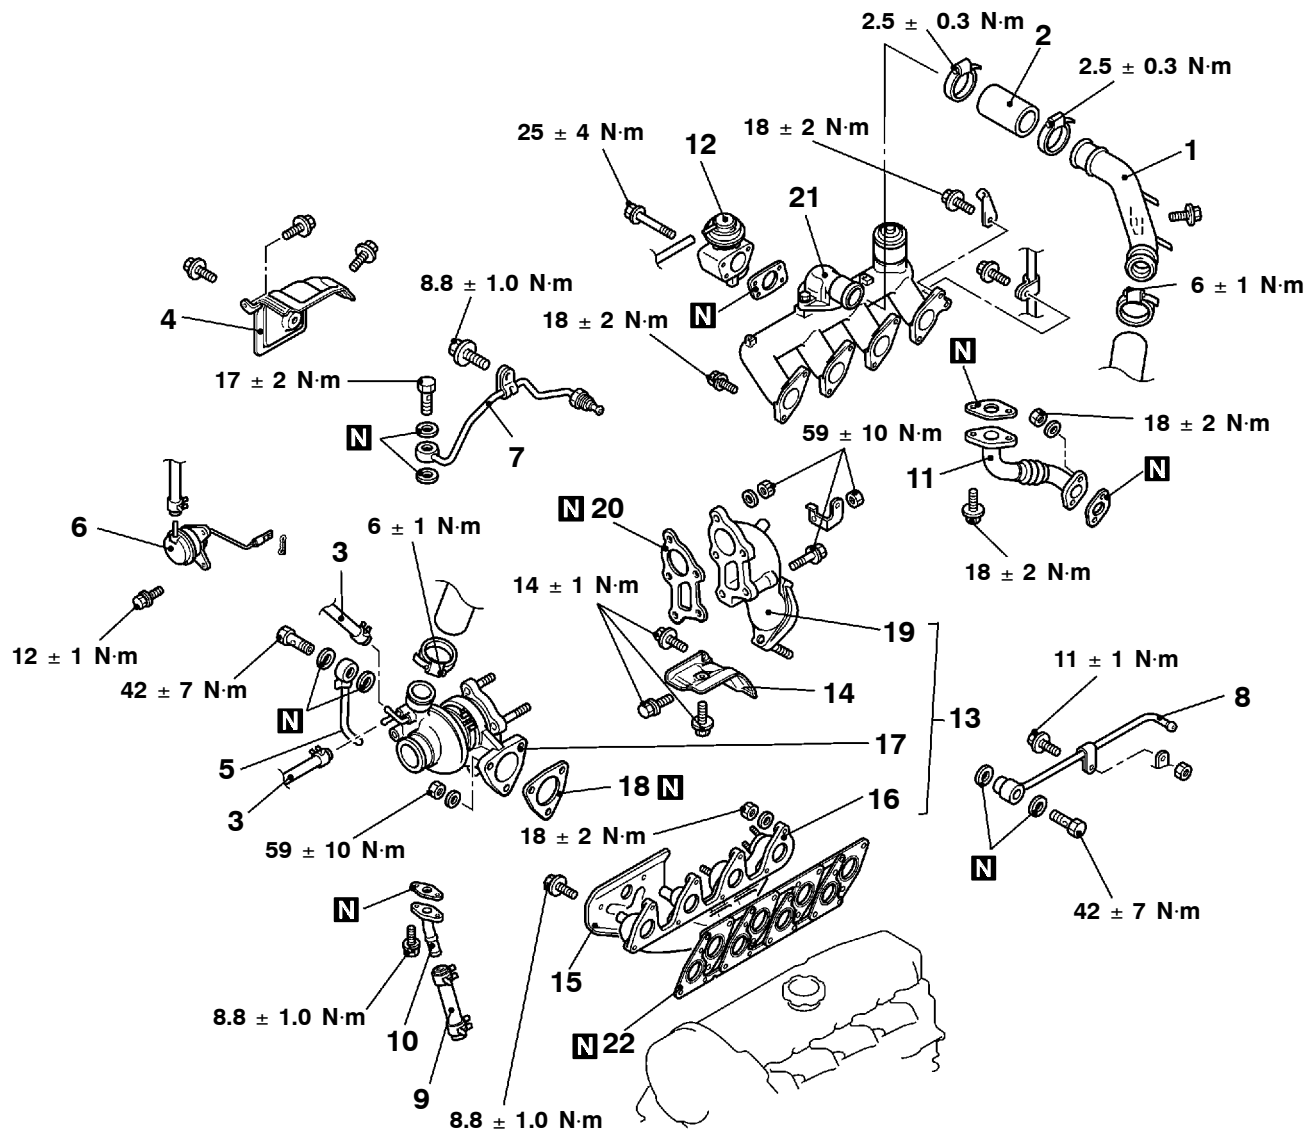 2.5 ± 0.3 N·m
2
2.5 ± 0.3 N·m
25 ± 4 N·m
12
18 ± 2 N·m
1
21
8.8 ± 1.0 N·m
6 ± 1 N·m
4
18 ± 2 N·m
N
N
17 ± 2 N·m
18 ± 2 N·m
N
7
59 ± 10 N·m
11
N
N 20
6
6 ± 1 N·m
3
14 ± 1 N·m
18 ± 2 N·m
19
12 ± 1 N·m
42 ± 7 N·m
11 ± 1 N·m
14
8
N
13
17
5
18 N
3
16
18 ± 2 N·m
59 ± 10 N·m
N
N
42 ± 7 N·m
15
8.8 ± 1.0 N·m
10
N 22
9
8.8 ± 1.0 N·m